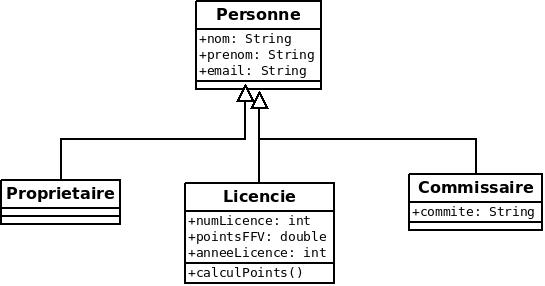 Personne
+nom: String
+prenom: String
+email: String
Proprietaire
Licencie
+numLicence: int
+pointsFFV: double
+anneeLicence: int
+calculPoints()
Commissaire
+commite: String